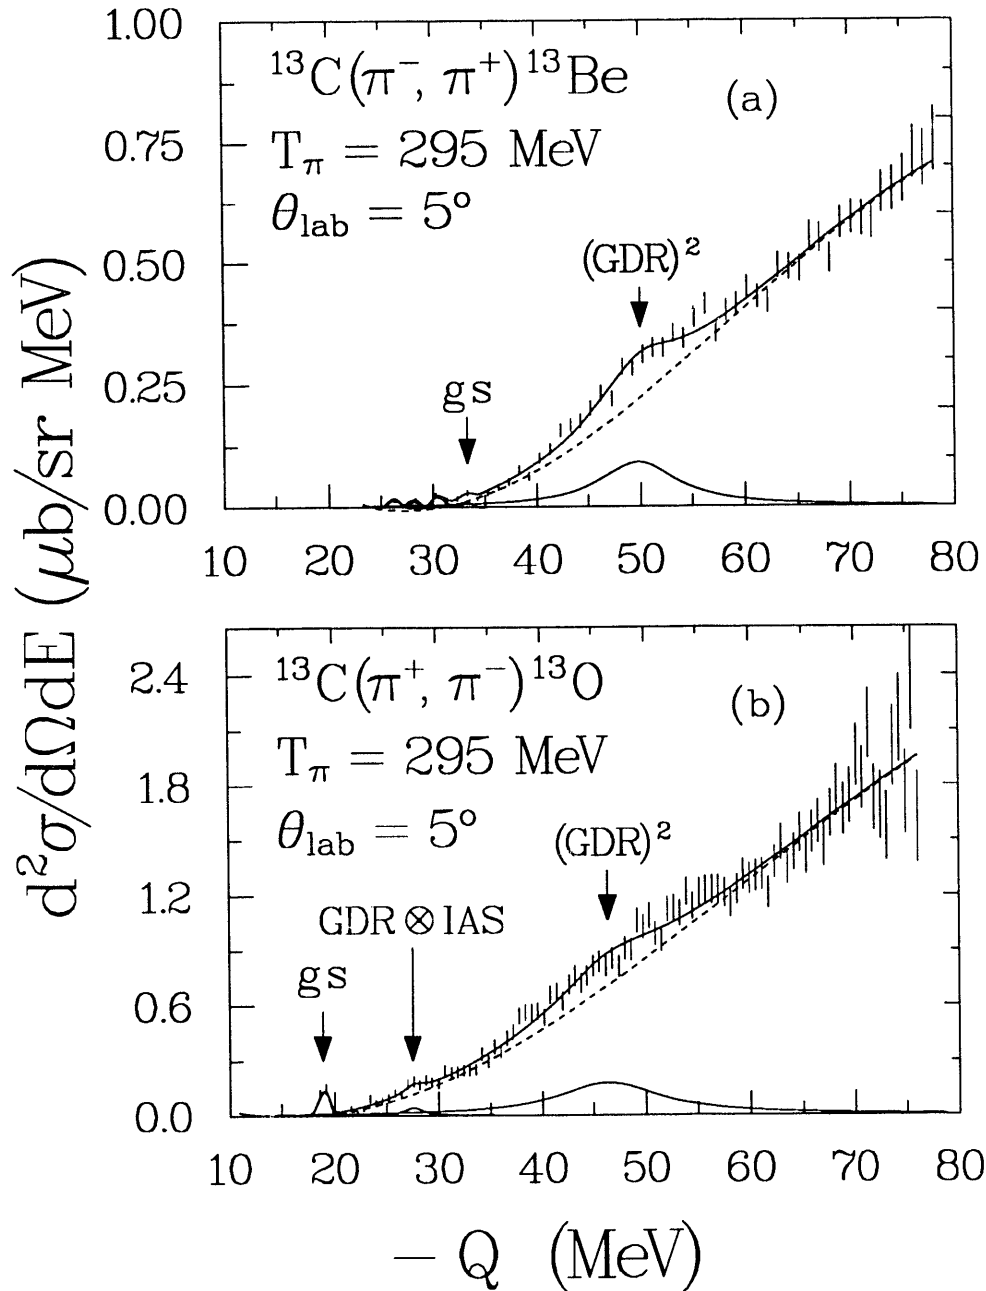 1.00
¹³C(π⁻, π⁺)¹³Be
(a)
0.75
T_π = 295 MeV
θ_lab = 5°
0.50
(GDR)²
0.25
gs
0.00
10 20 30 40 50 60 70 80
d²σ/dΩdE (μb/sr MeV)
2.4
¹³C(π⁺, π⁻)¹³O
(b)
1.8
T_π = 295 MeV
θ_lab = 5°
(GDR)²
1.2
GDR⊗IAS
gs
0.6
0.0
10 20 30 40 50 60 70 80
− Q (MeV)